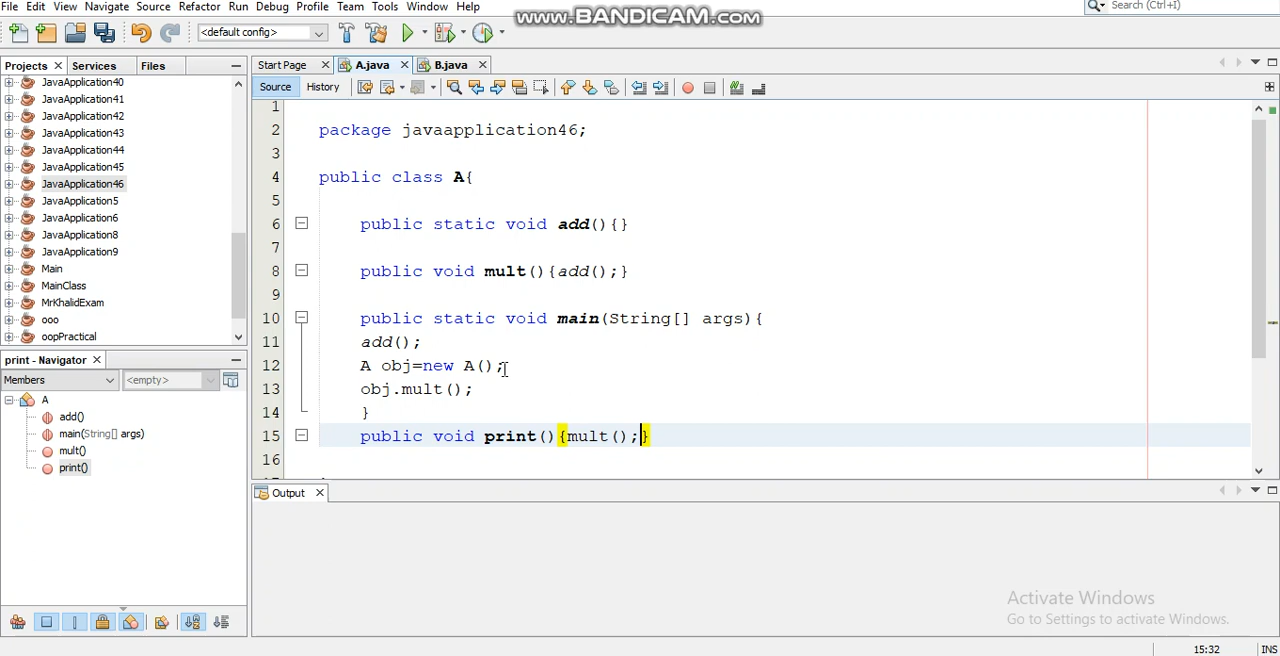 File Edit View Navigate Source Refactor Run Debug Profile Team Tools Window Help
www.BANDICAM.com
Search (Ctrl+I)
<default config>
Projects Services Files
Start Page A.java B.java
Source History
JavaApplication40
JavaApplication41
JavaApplication42
JavaApplication43
JavaApplication44
JavaApplication45
JavaApplication46
JavaApplication5
JavaApplication6
JavaApplication8
JavaApplication9
Main
MainClass
MrKhalidExam
ooo
oopPractical
print - Navigator
Members <empty>
A
add()
main(String[] args)
mult()
print()
1
2 package javaapplication46;
3
4 public class A{
5
6 public static void add(){}
7
8 public void mult(){add();}
9
10 public static void main(String[] args){
11 add();
12 A obj=new A();
13 obj.mult();
14 }
15 public void print(){mult();}
16
Output
Activate Windows
Go to Settings to activate Windows.
15:32 INS